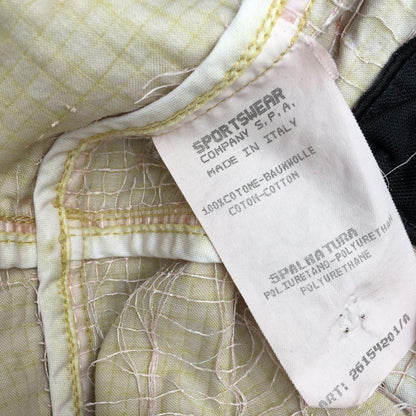 SPORTSWEAR
COMPANY S.P.A.
MADE IN ITALY
100%COTONE-BAUMWOLLE
COTON-COTTON
SPALMATURA
POLIURETANO-POLYURETHAN
POLYURETHANE
ART: 26154201/A